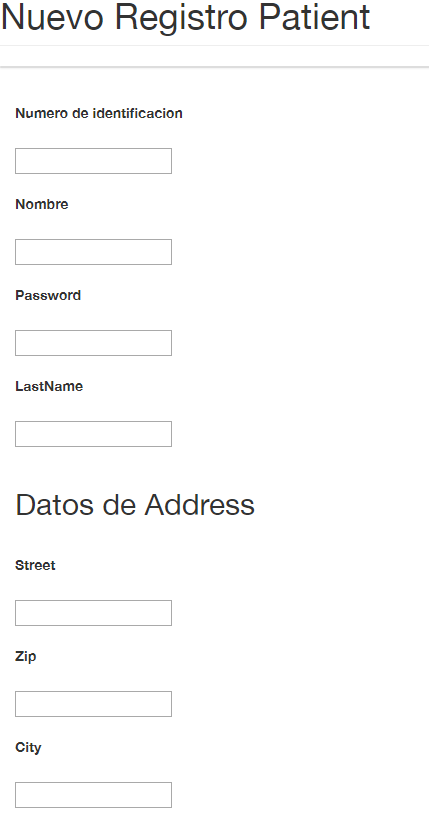 Nuevo Registro Patient
Numero de identificacion
Nombre
Password
LastName
Datos de Address
Street
Zip
City